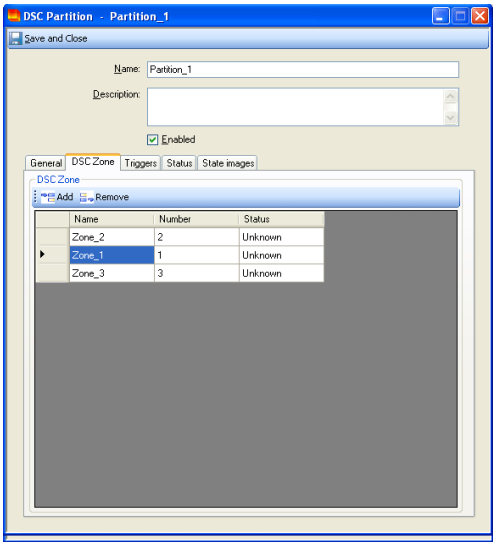 DSC Partition - Partition_1
Save and Close
Name: Partition_1
Description:
Enabled
General DSC Zone Triggers Status State images
DSC Zone
Add Remove
Name Number Status
Zone_2 2 Unknown
Zone_1 1 Unknown
Zone_3 3 Unknown